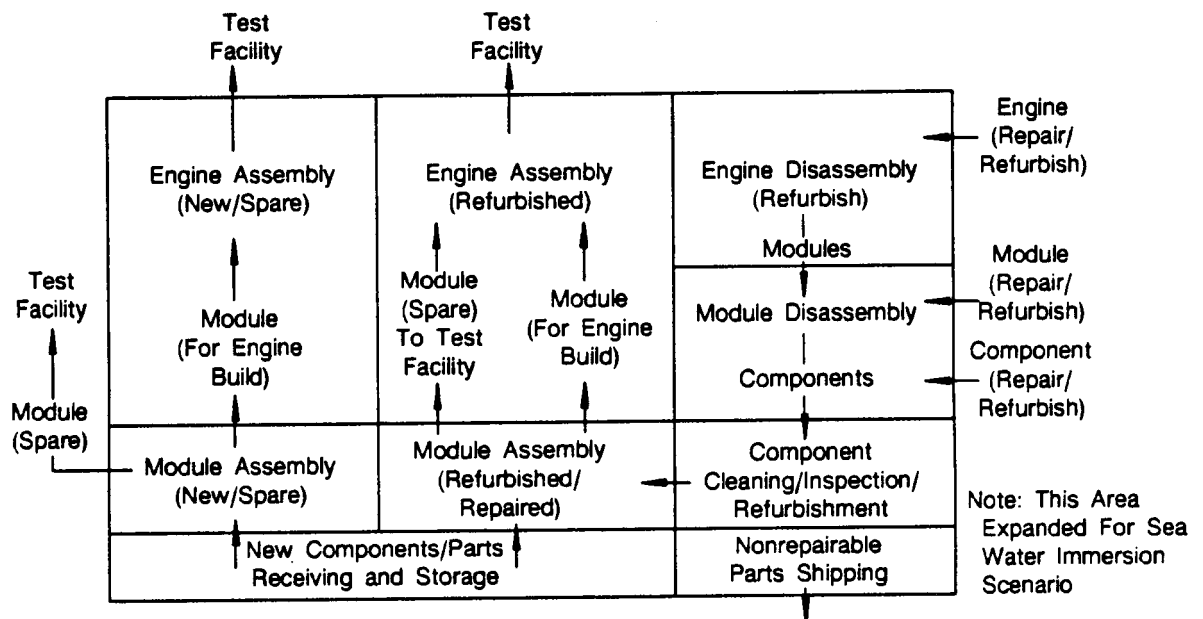 Test
Facility
Test
Facility
Engine Assembly
(New/Spare)
Engine Assembly
(Refurbished)
Engine Disassembly
(Refurbish)
Modules
Engine
(Repair/
Refurbish)
Test
Facility
Module
(For Engine
Build)
Module
(Spare)
To Test
Facility
Module
(For Engine
Build)
Module Disassembly
Components
Module
(Repair/
Refurbish)
Component
(Repair/
Refurbish)
Module
(Spare)
Module Assembly
(New/Spare)
Module Assembly
(Refurbished/
Repaired)
Component
Cleaning/Inspection/
Refurbishment
New Components/Parts
Receiving and Storage
Nonrepairable
Parts Shipping
Note: This Area
Expanded For Sea
Water Immersion
Scenario